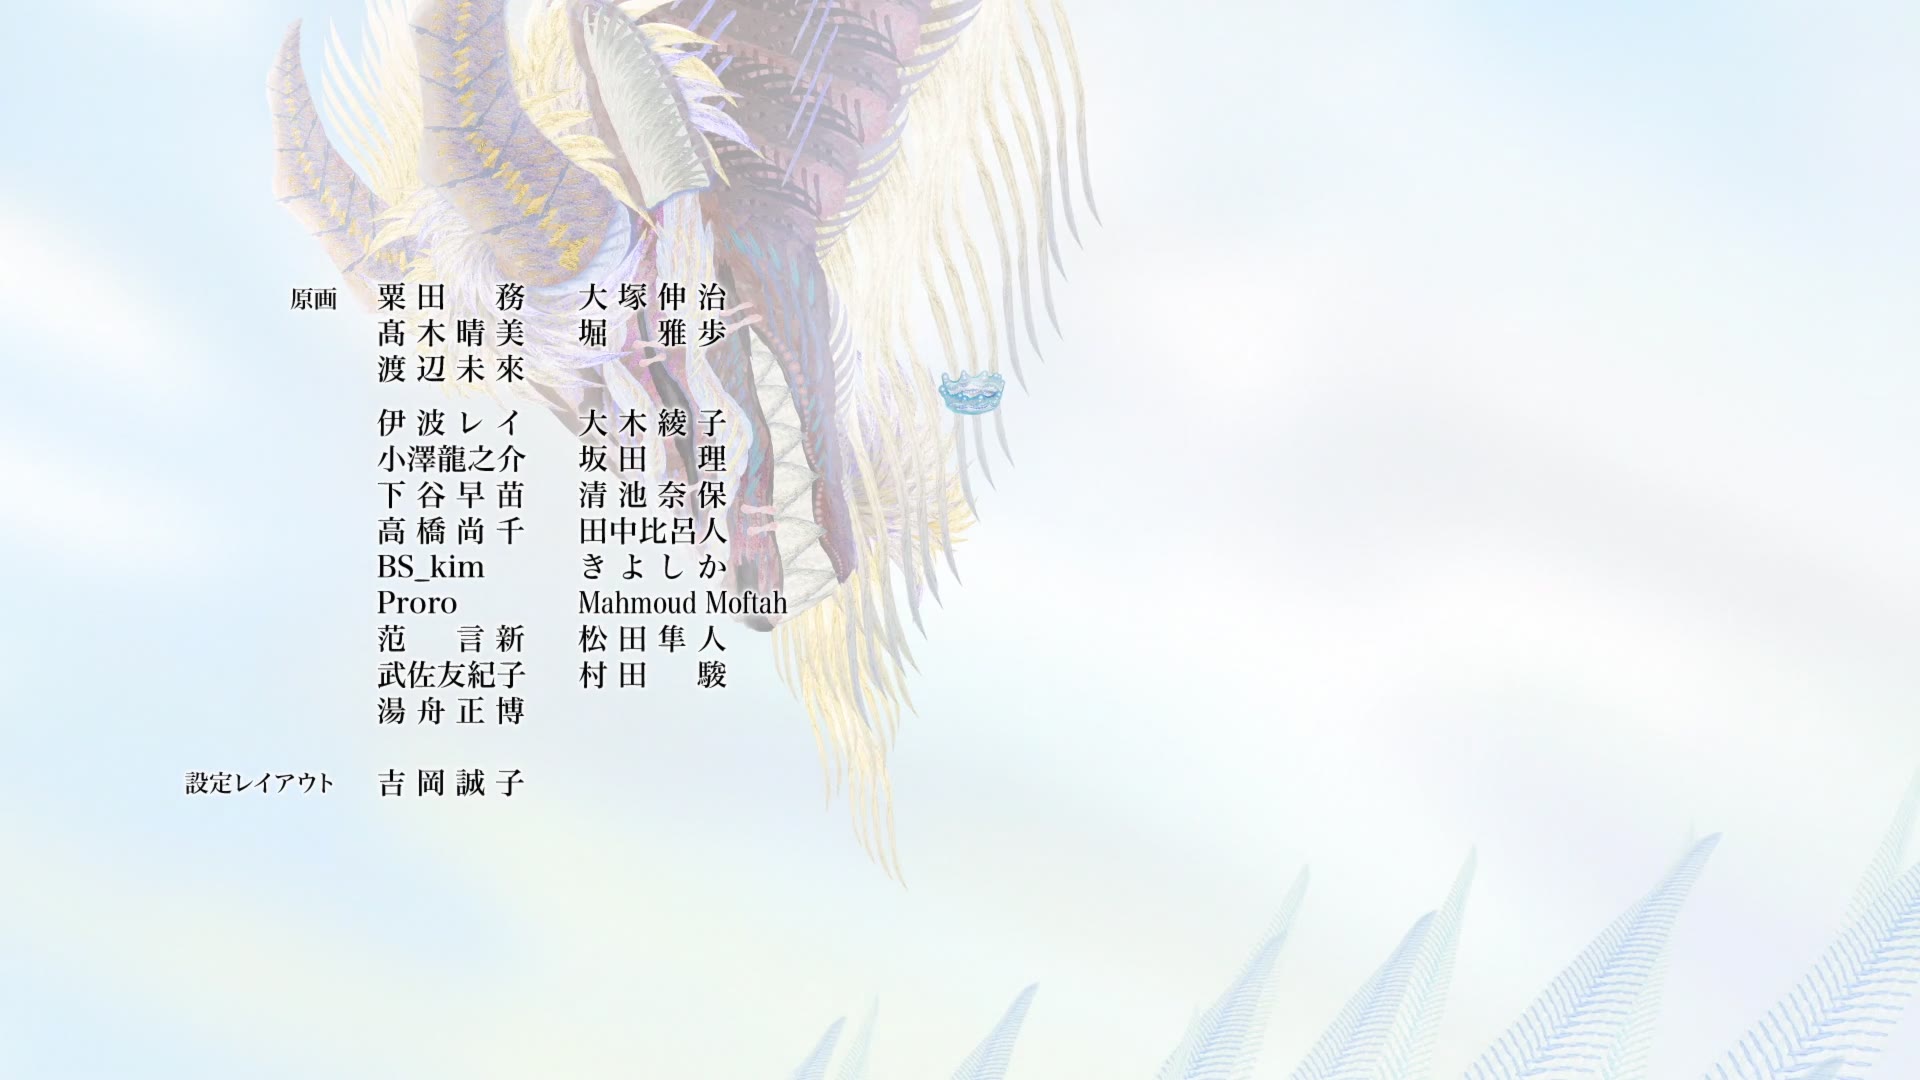 原画 粟田 務 大塚伸治
髙木晴美 堀 雅歩
渡辺未來
伊波レイ 大木綾子
小澤龍之介 坂田 理
下谷早苗 清池奈保
高橋尚千 田中比呂人
BS_kim きよしか
Proro Mahmoud Moftah
范 言新 松田隼人
武佐友紀子 村田 駿
湯舟正博
設定レイアウト 吉岡誠子